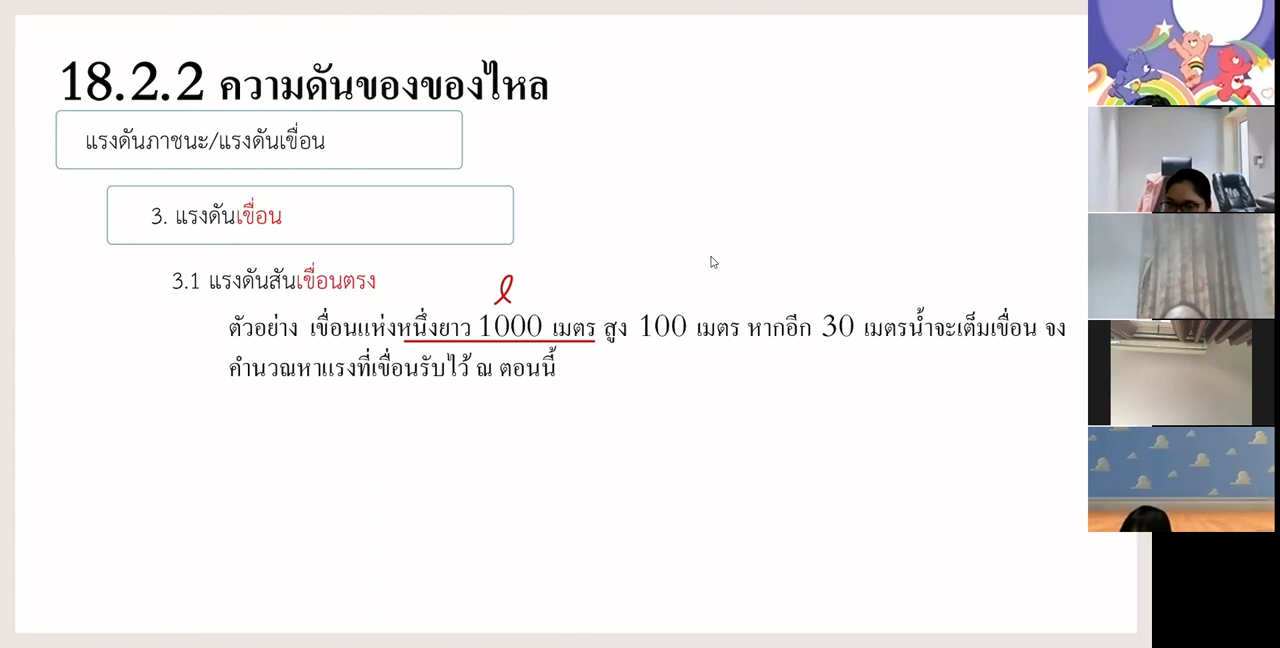 18.2.2 ความดันของของไหล
แรงดันภาชนะ/แรงดันเขื่อน
3. แรงดันเขื่อน
3.1 แรงดันสันเขื่อนตรง
l
ตัวอย่าง เขื่อนแห่งหนึ่งยาว 1000 เมตร สูง 100 เมตร หากอีก 30 เมตรน้ำจะเต็มเขื่อน จง
คำนวณหาแรงที่เขื่อนรับไว้ ณ ตอนนี้